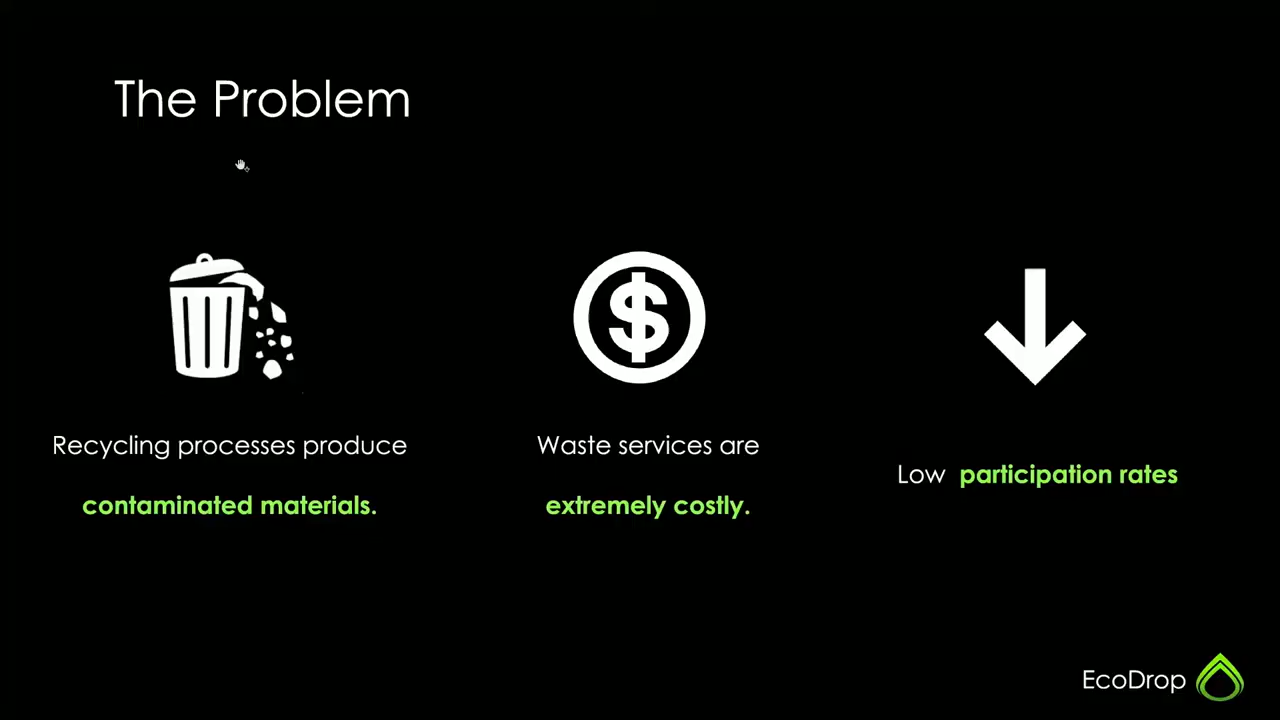 The Problem
Recycling processes produce
contaminated materials.
Waste services are
extremely costly.
Low participation rates
EcoDrop